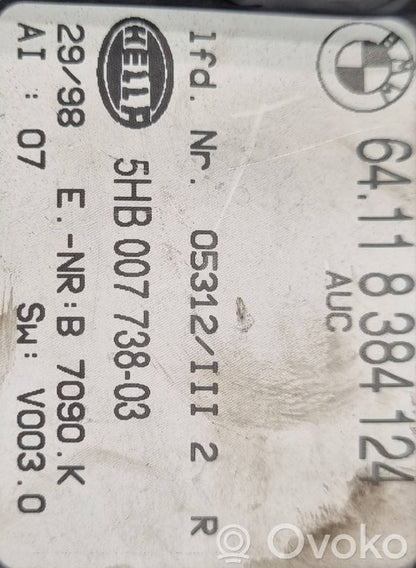 BMW
64.11 8 384 124
AUC
lfd. Nr. 05312/III 2 R
HELLA
5HB 007 738-03
29/98 E.-NR:B 7090.K
AI : 07 Sw: V003.0
Ovoko